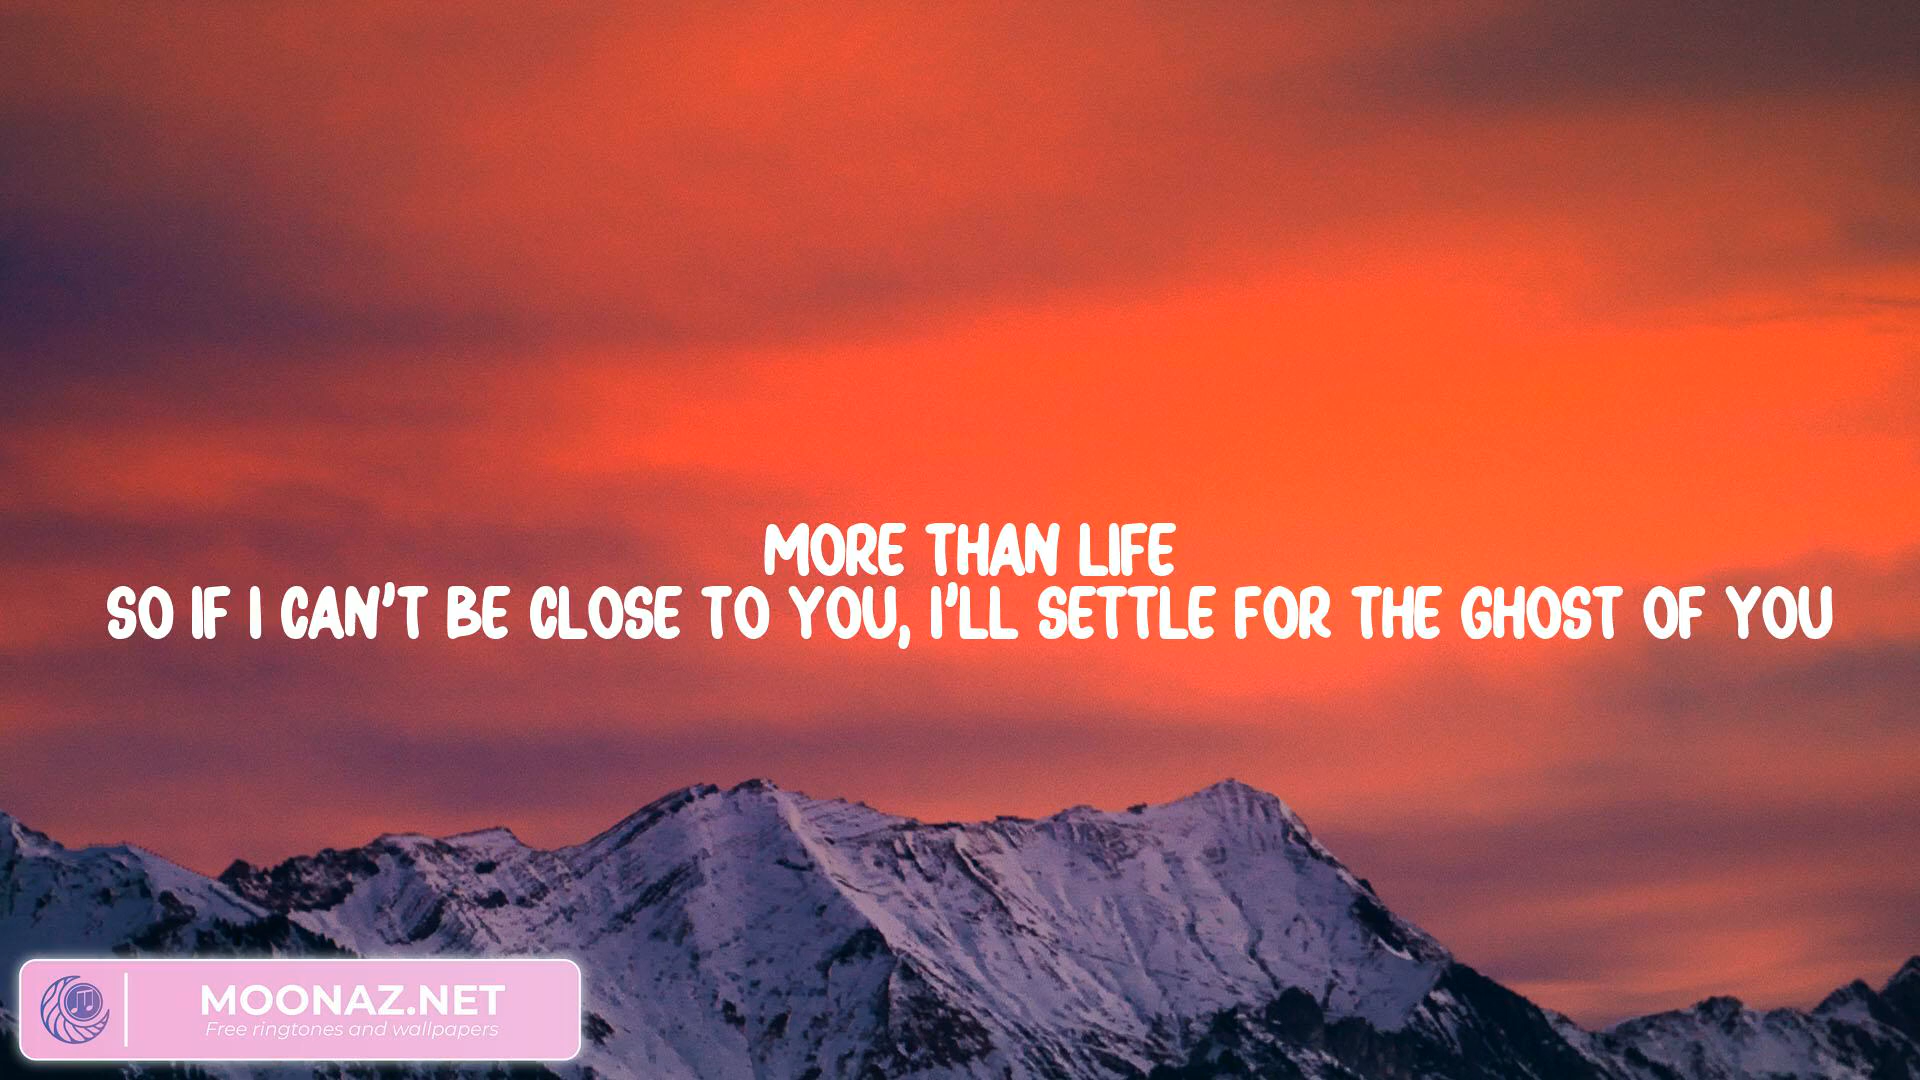 MORE THAN LIFE
SO IF I CAN'T BE CLOSE TO YOU, I'LL SETTLE FOR THE GHOST OF YOU
MOONAZ.NET
Free ringtones and wallpapers